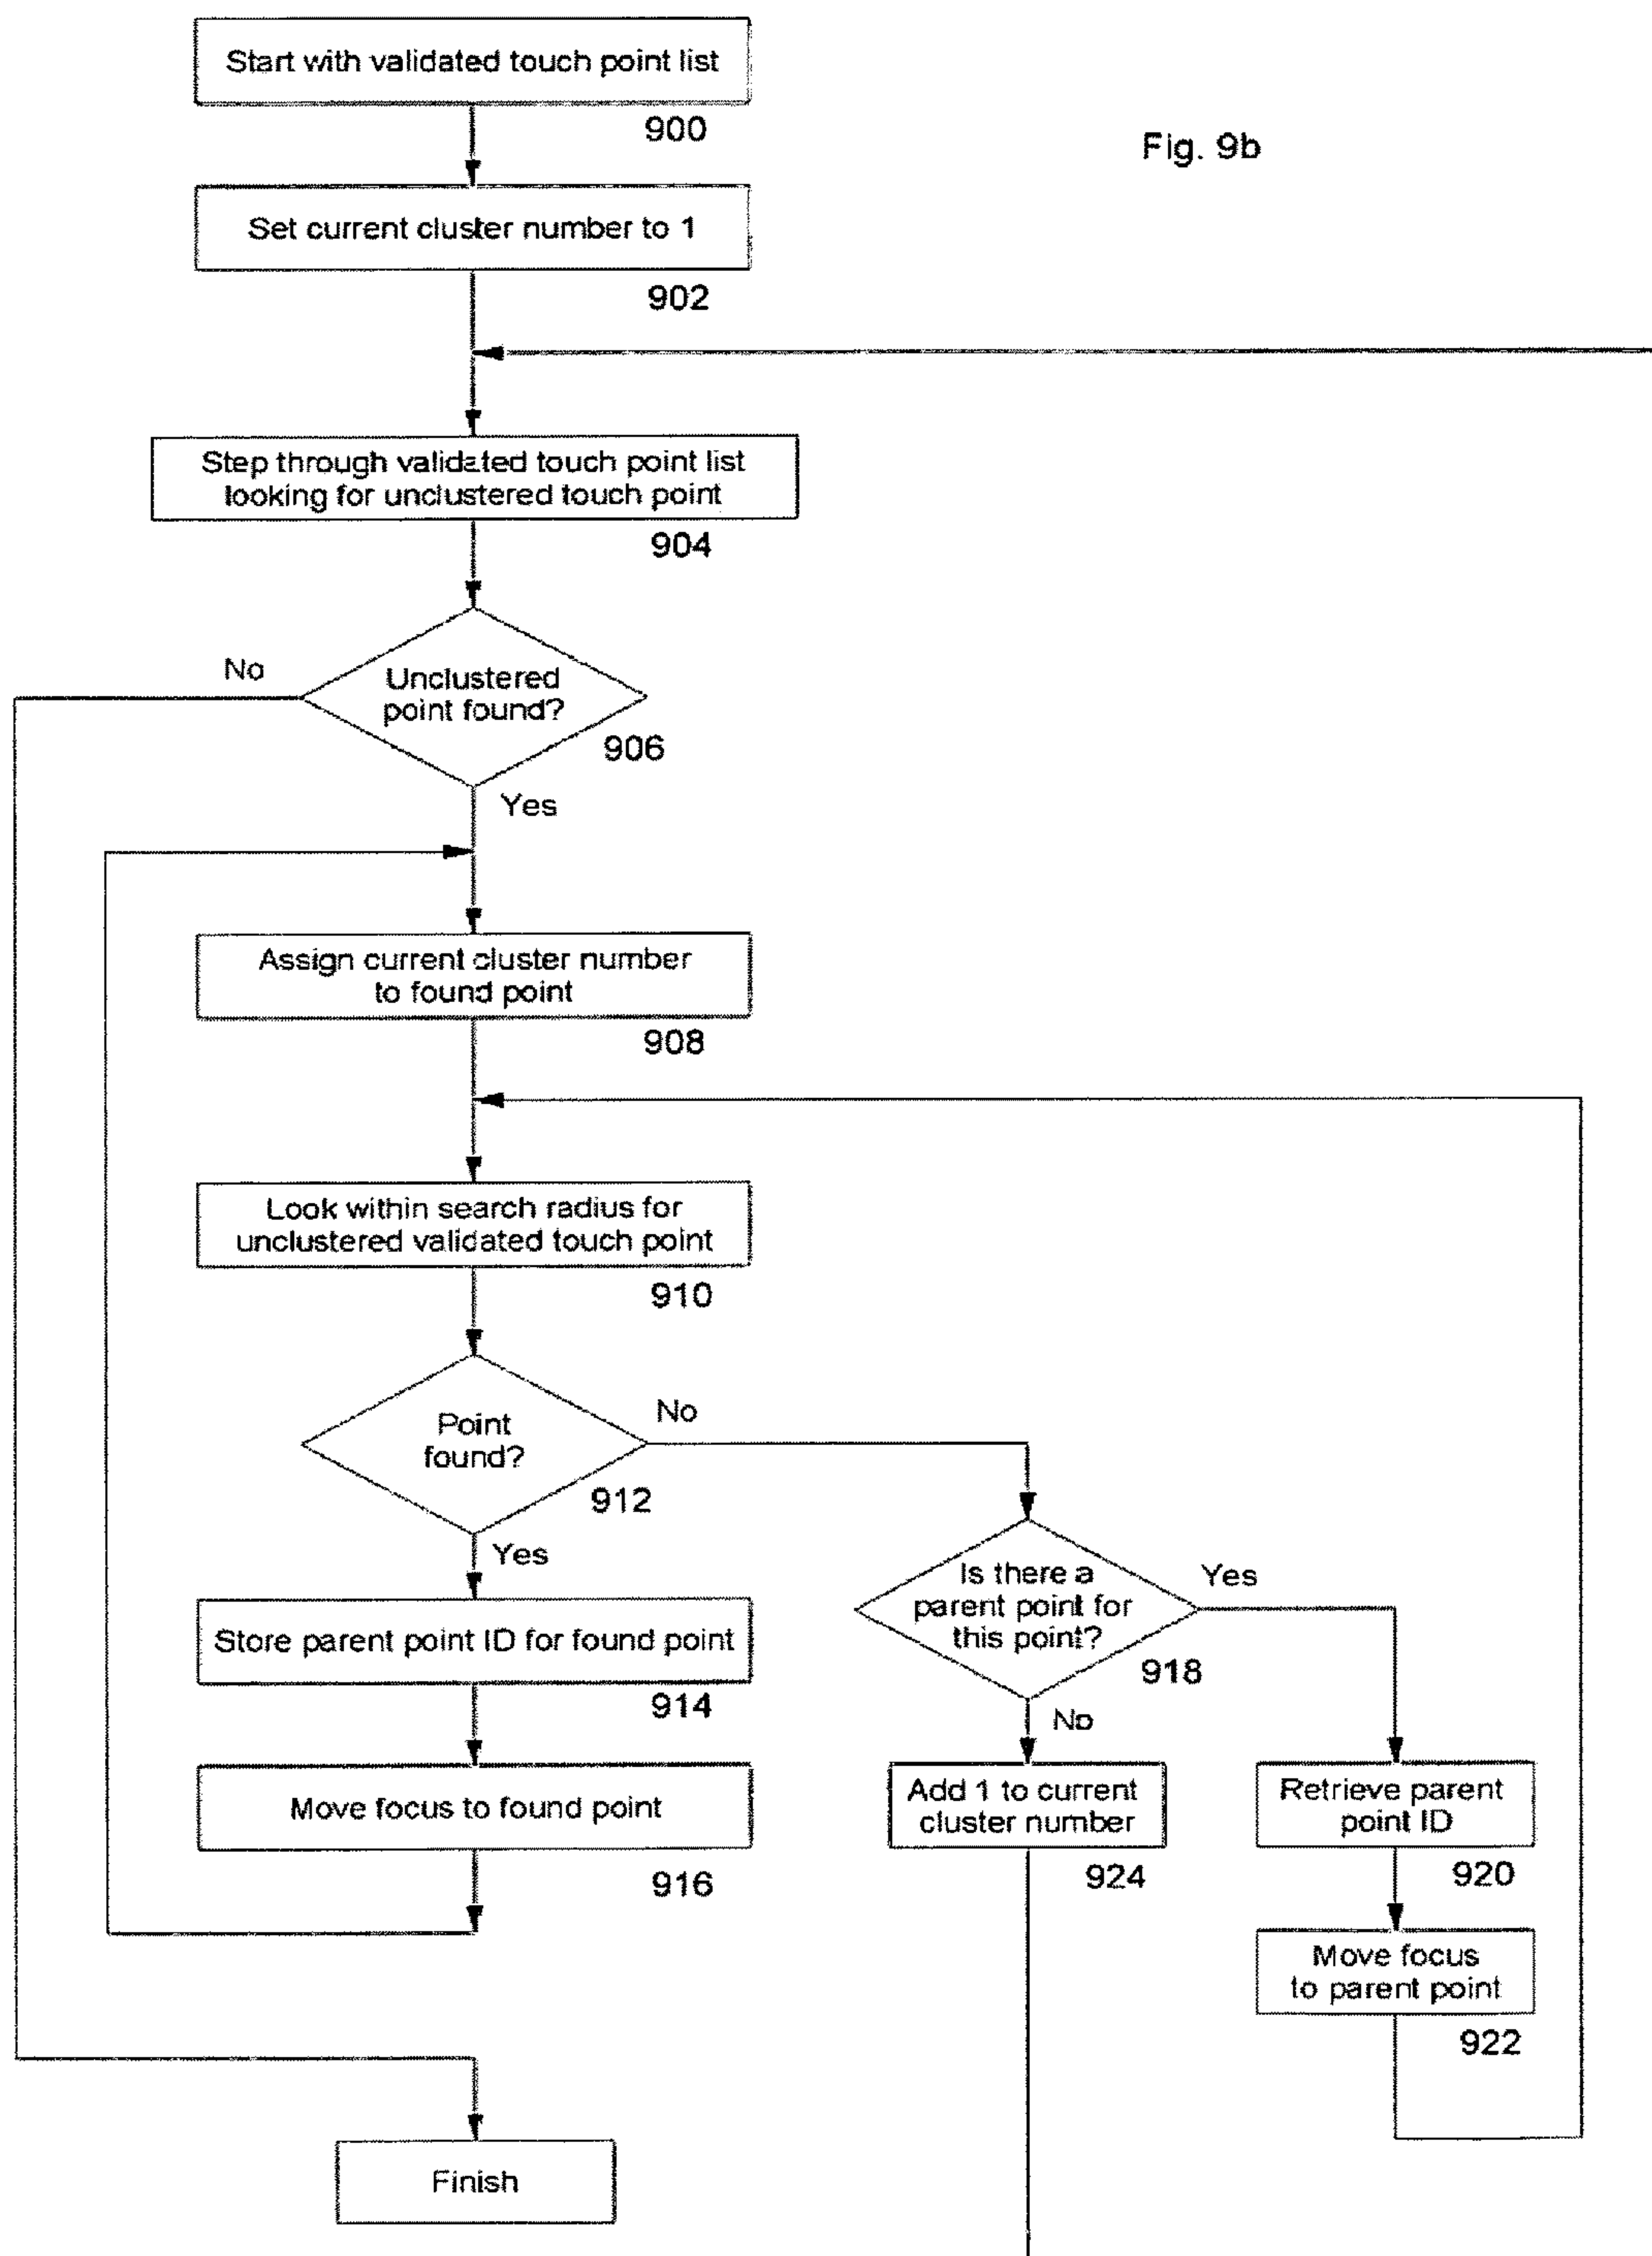 Start with validated touch point list
900
Fig. 9b
Set current cluster number to 1
902
Step through validated touch point list
looking for unclustered touch point
904
No
Unclustered
point found?
906
Yes
Assign current cluster number
to found point
908
Look within search radius for
unclustered validated touch point
910
Point
found?
No
912
Yes
Is there a
parent point for
this point?
Yes
918
Store parent point ID for found point
914
No
Move focus to found point
916
Add 1 to current
cluster number
924
Retrieve parent
point ID
920
Move focus
to parent point
922
Finish